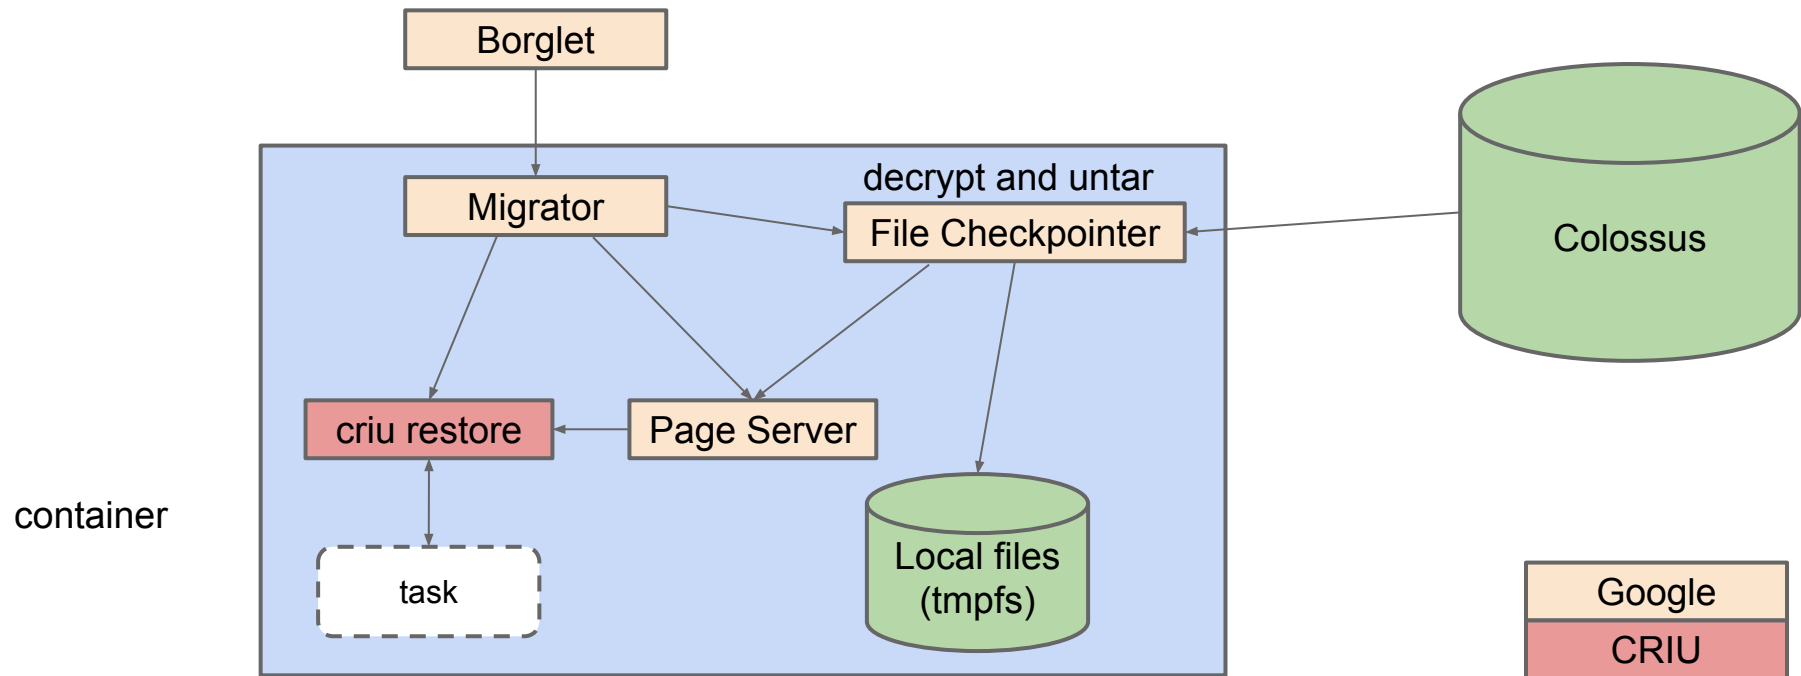 Borglet
decrypt and untar
Migrator
File Checkpointer
Colossus
criu restore
Page Server
container
Local files
(tmpfs)
task
Google
CRIU